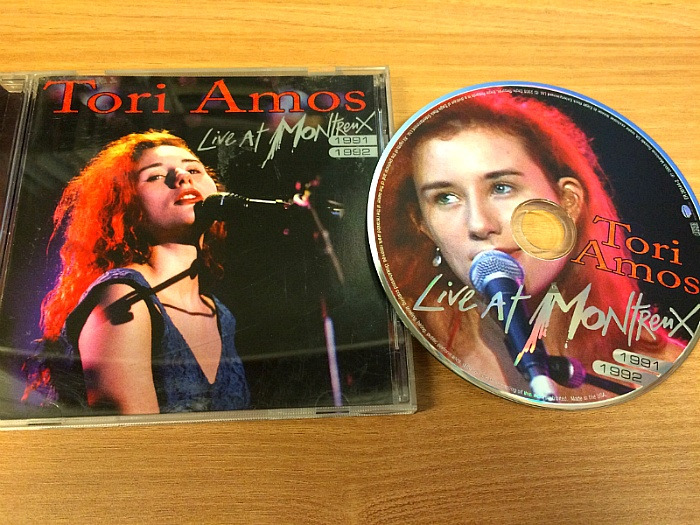 Tori Amos
Live At Montreux
1991
1992
Tori
Amos
Live At Montreux
1991
1992
Made in the USA.